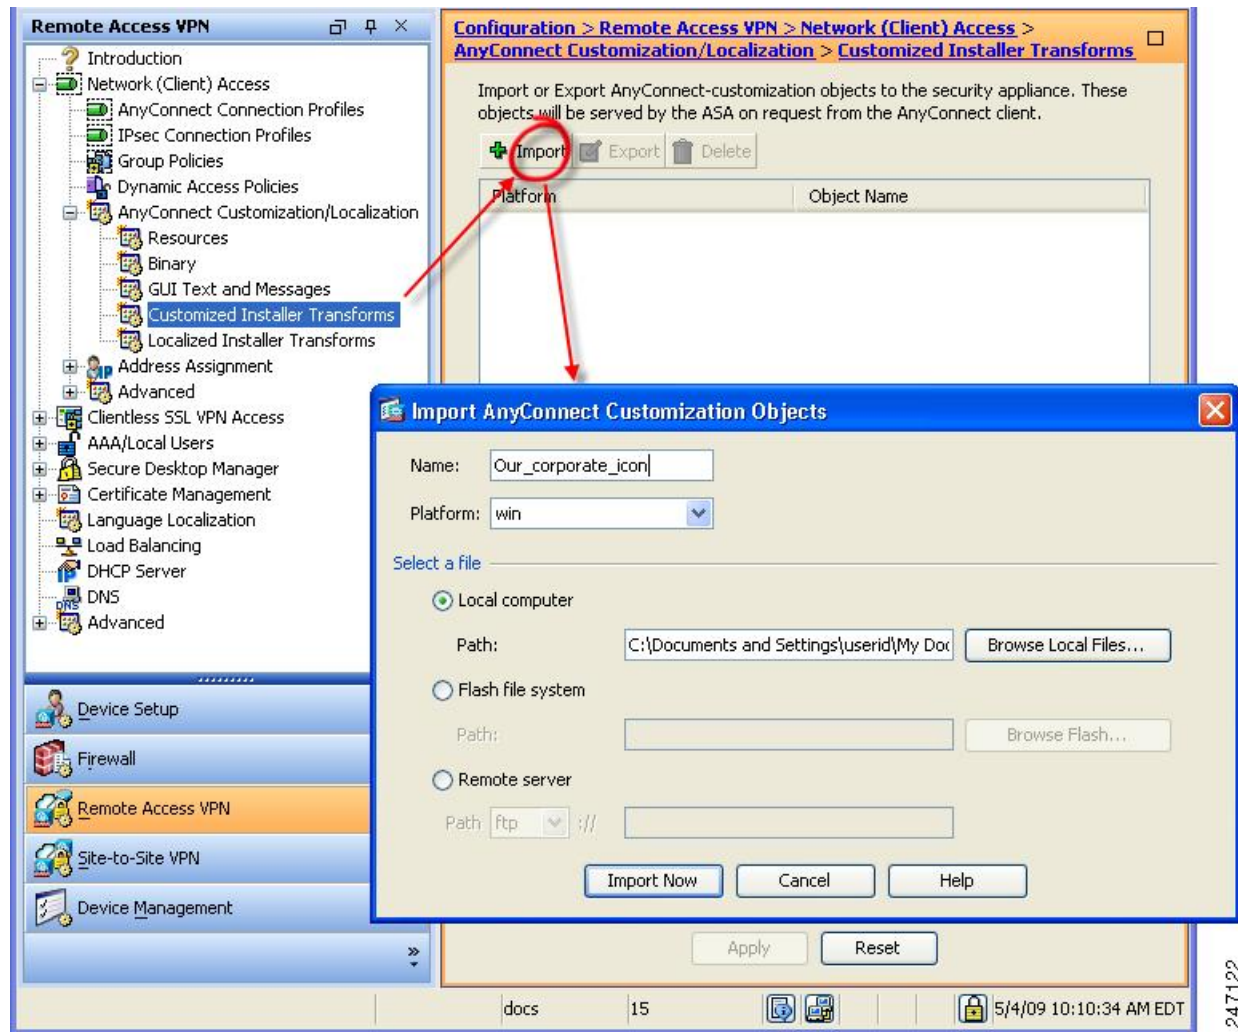 Remote Access VPN
Introduction
Network (Client) Access
AnyConnect Connection Profiles
IPsec Connection Profiles
Group Policies
Dynamic Access Policies
AnyConnect Customization/Localization
Resources
Binary
GUI Text and Messages
Customized Installer Transforms
Localized Installer Transforms
Address Assignment
Advanced
Clientless SSL VPN Access
AAA/Local Users
Secure Desktop Manager
Certificate Management
Language Localization
Load Balancing
DHCP Server
DNS
Advanced
Device Setup
Firewall
Remote Access VPN
Site-to-Site VPN
Device Management
Configuration > Remote Access VPN > Network (Client) Access >
AnyConnect Customization/Localization > Customized Installer Transforms
Import or Export AnyConnect-customization objects to the security appliance. These
objects will be served by the ASA on request from the AnyConnect client.
Import Export Delete
Platform Object Name
Import AnyConnect Customization Objects
Name: Our_corporate_icon
Platform: win
Select a file
Local computer
Path: C:\Documents and Settings\userid\My Doc Browse Local Files...
Flash file system
Path: Browse Flash...
Remote server
Path ftp ://
Import Now Cancel Help
Apply Reset
docs 15 5/4/09 10:10:34 AM EDT
247122